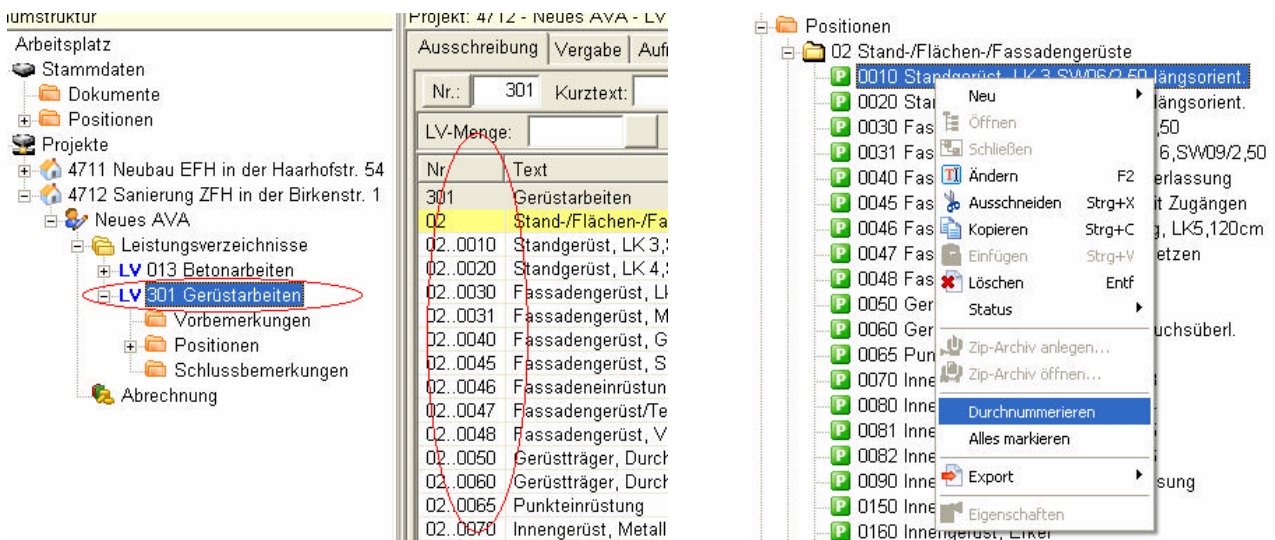 Arbeitsplatz
Stammdaten
Dokumente
Positionen
Projekte
4711 Neubau EFH in der Haarhofstr. 54
4712 Sanierung ZFH in der Birkenstr. 1
Neues AVA
Leistungsverzeichnisse
LV 013 Betonarbeiten
LV 301 Gerüstarbeiten
Vorbemerkungen
Positionen
Schlussbemerkungen
Abrechnung
Projekt: 4712 - Neues AVA - LV
Ausschreibung Vergabe Auf
Nr.: 301 Kurztext:
LV-Menge:
Nr. Text
301 Gerüstarbeiten
02 Stand-/Flächen-/Fa
02..0010 Standgerüst, LK 3,
02..0020 Standgerüst, LK 4,
02..0030 Fassadengerüst, L
02..0031 Fassadengerüst, M
02..0040 Fassadengerüst, G
02..0045 Fassadengerüst, S
02..0046 Fassadeneinrüstun
02..0047 Fassadengerüst/Te
02..0048 Fassadengerüst, V
02..0050 Gerüstträger, Durch
02..0060 Gerüstträger, Durch
02..0065 Punkteinrüstung
02..0070 Innengerüst, Metall
Positionen
02 Stand-/Flächen-/Fassadengerüste
0010 Standgerüst, LK 3,SW06/2,50 längsorient.
0020 Sta längsorient.
0030 Fas ,50
0031 Fas 6,SW09/2,50
0040 Fas erlassung
0045 Fas it Zugängen
0046 Fas g, LK5,120cm
0047 Fas etzen
0048 Fas
0050 Ger
0060 Ger uchsüberl.
0065 Pun
0070 Inne
0080 Inne
0081 Inne
0082 Inne
0090 Inne sung
0150 Inne
0160 Innengerüst, Erker
Neu
Öffnen
Schließen
Ändern F2
Ausschneiden Strg+X
Kopieren Strg+C
Einfügen Strg+V
Löschen Entf
Status
Zip-Archiv anlegen...
Zip-Archiv öffnen...
Durchnummerieren
Alles markieren
Export
Eigenschaften